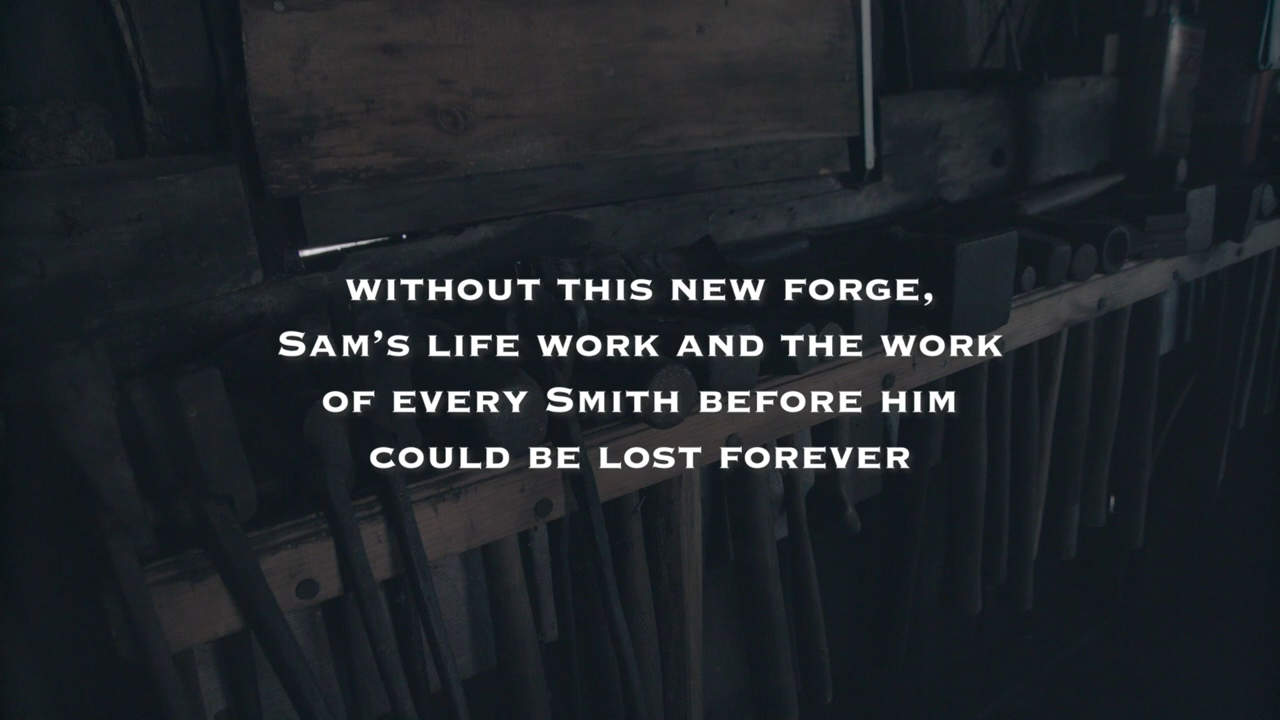 WITHOUT THIS NEW FORGE,
SAM'S LIFE WORK AND THE WORK
OF EVERY SMITH BEFORE HIM
COULD BE LOST FOREVER